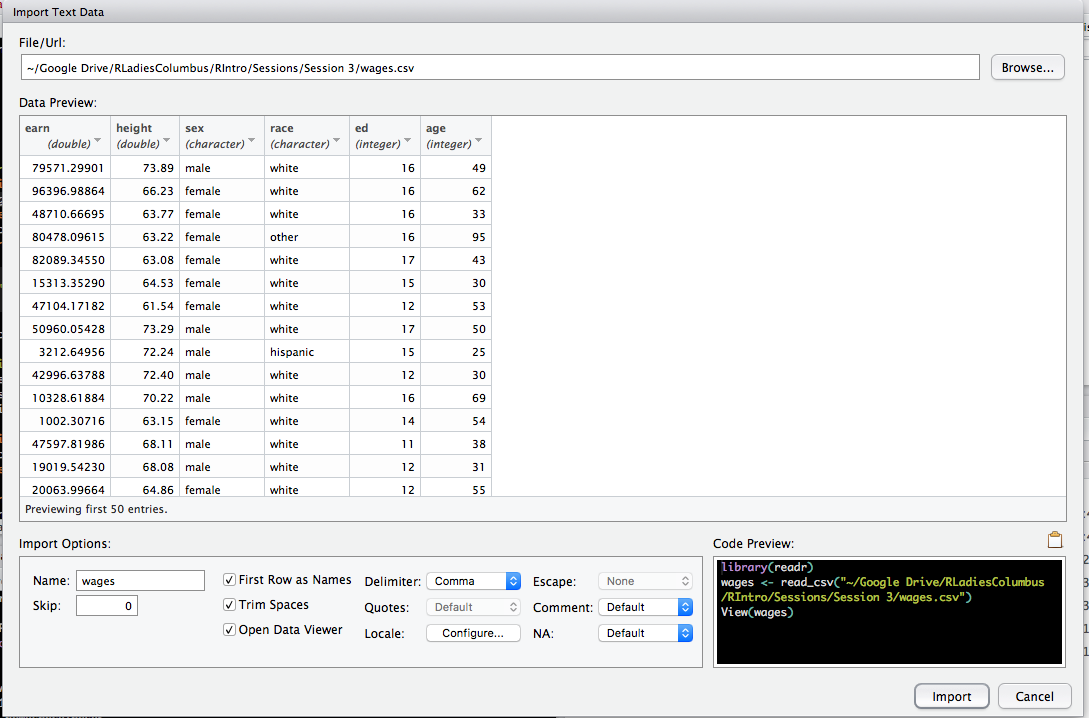 Import Text Data
File/Url:
~/Google Drive/RLadiesColumbus/RIntro/Sessions/Session 3/wages.csv
Browse...
Data Preview:
earn height sex race ed age
(double) (double) (character) (character) (integer) (integer)
79571.29901 73.89 male white 16 49
96396.98864 66.23 female white 16 62
48710.66695 63.77 female white 16 33
80478.09615 63.22 female other 16 95
82089.34550 63.08 female white 17 43
15313.35290 64.53 female white 15 30
47104.17182 61.54 female white 12 53
50960.05428 73.29 male white 17 50
3212.64956 72.24 male hispanic 15 25
42996.63788 72.40 male white 12 30
10328.61884 70.22 male white 16 69
1002.30716 63.15 female white 14 54
47597.81986 68.11 male white 11 38
19019.54230 68.08 male white 12 31
20063.99664 64.86 female white 12 55
Previewing first 50 entries.
Import Options:
Name: wages
Skip: 0
First Row as Names
Trim Spaces
Open Data Viewer
Delimiter: Comma
Quotes: Default
Locale: Configure...
Escape: None
Comment: Default
NA: Default
Code Preview:
library(readr)
wages <- read_csv("~/Google Drive/RLadiesColumbus
/RIntro/Sessions/Session 3/wages.csv")
View(wages)
Import Cancel